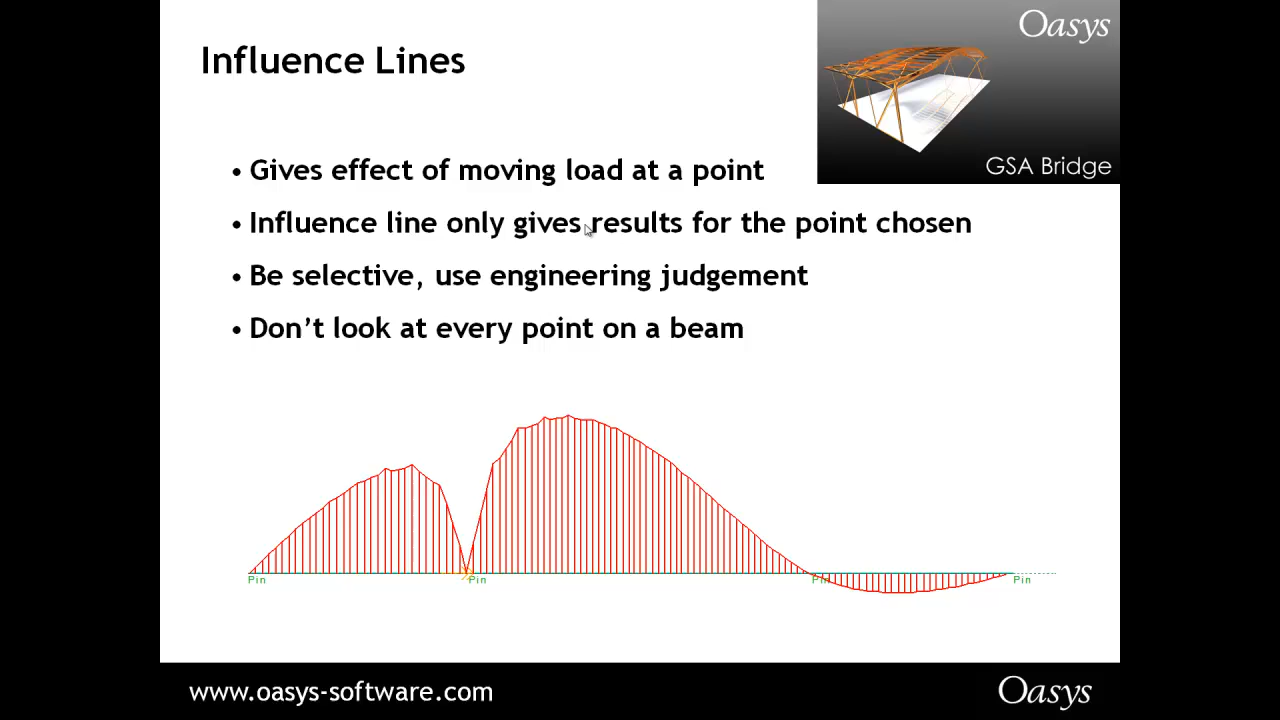 Influence Lines
Oasys
GSA Bridge
• Gives effect of moving load at a point
• Influence line only gives results for the point chosen
• Be selective, use engineering judgement
• Don’t look at every point on a beam
Pin Pin Pin Pin
www.oasys-software.com
Oasys